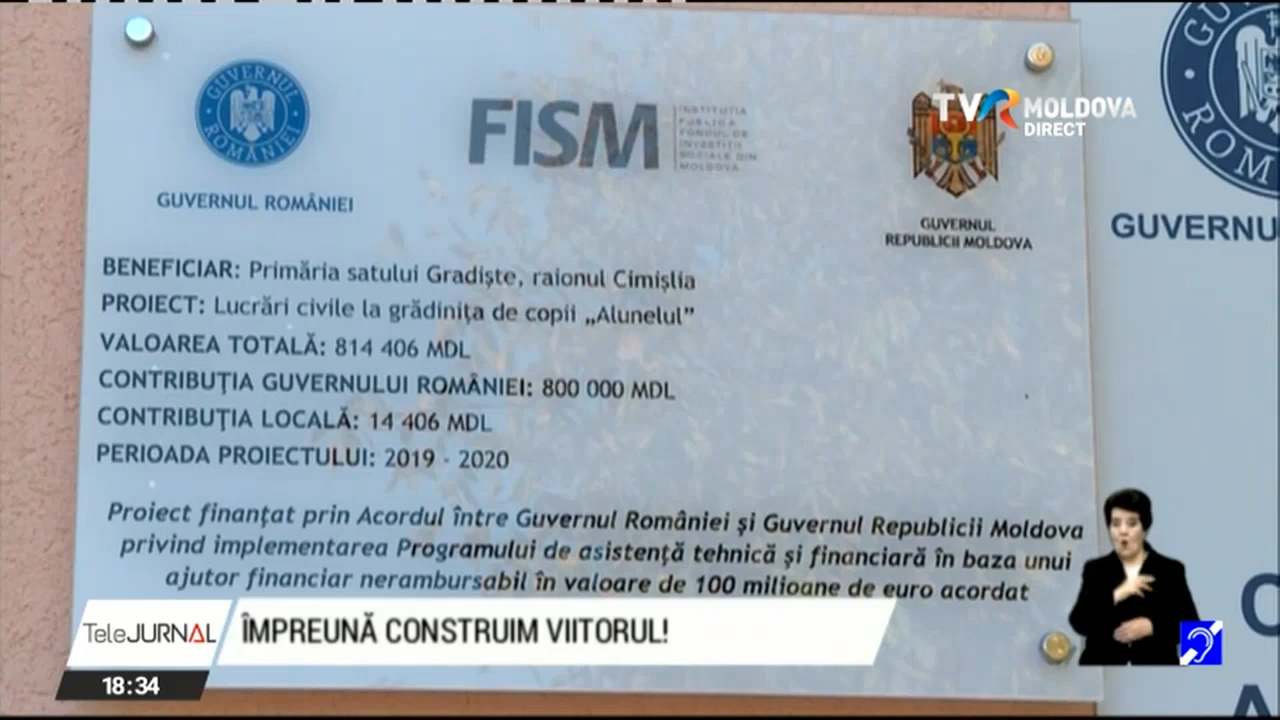 GUVERNUL ROMÂNIEI
GUVERNUL ROMÂNIEI
FISM
INSTITUȚIA
PUBLICĂ
FONDUL DE
INVESTIȚII
SOCIALE DIN
MOLDOVA
TVR MOLDOVA
DIRECT
GUVERNUL
REPUBLICII MOLDOVA
GUVERNU
BENEFICIAR: Primăria satului Gradiște, raionul Cimișlia
PROIECT: Lucrări civile la grădinița de copii „Alunelul”
VALOAREA TOTALĂ: 814 406 MDL
CONTRIBUȚIA GUVERNULUI ROMÂNIEI: 800 000 MDL
CONTRIBUȚIA LOCALĂ: 14 406 MDL
PERIOADA PROIECTULUI: 2019 - 2020
Proiect finanțat prin Acordul între Guvernul României și Guvernul Republicii Moldova
privind implementarea Programului de asistență tehnică și financiară în baza unui
ajutor financiar nerambursabil în valoare de 100 milioane de euro acordat
TeleJURNAL
ÎMPREUNĂ CONSTRUIM VIITORUL!
18:34